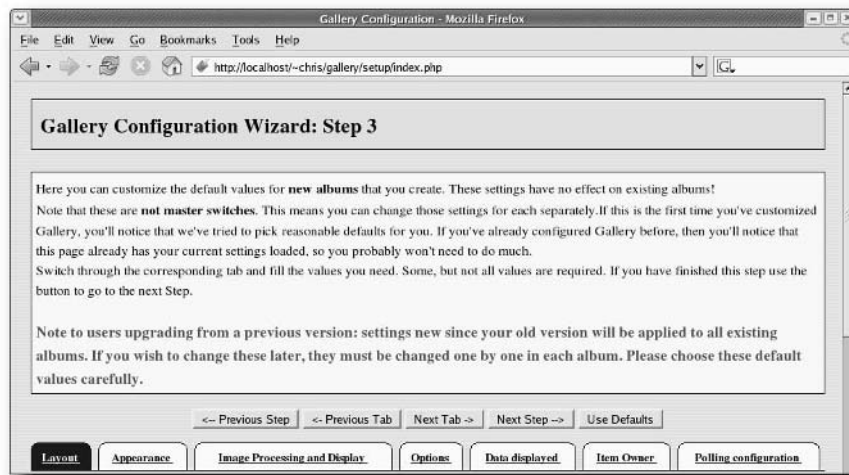 Gallery Configuration - Mozilla Firefox
File Edit View Go Bookmarks Tools Help
http://localhost/~chris/gallery/setup/index.php
G
Gallery Configuration Wizard: Step 3
Here you can customize the default values for new albums that you create. These settings have no effect on existing albums!
Note that these are not master switches. This means you can change those settings for each separately.If this is the first time you've customized
Gallery, you'll notice that we've tried to pick reasonable defaults for you. If you've already configured Gallery before, then you'll notice that
this page already has your current settings loaded, so you probably won't need to do much.
Switch through the corresponding tab and fill the values you need. Some, but not all values are required. If you have finished this step use the
button to go to the next Step.
Note to users upgrading from a previous version: settings new since your old version will be applied to all existing
albums. If you wish to change these later, they must be changed one by one in each album. Please choose these default
values carefully.
<-- Previous Step <- Previous Tab Next Tab -> Next Step --> Use Defaults
Layout Appearance Image Processing and Display Options Data displayed Item Owner Polling configuration